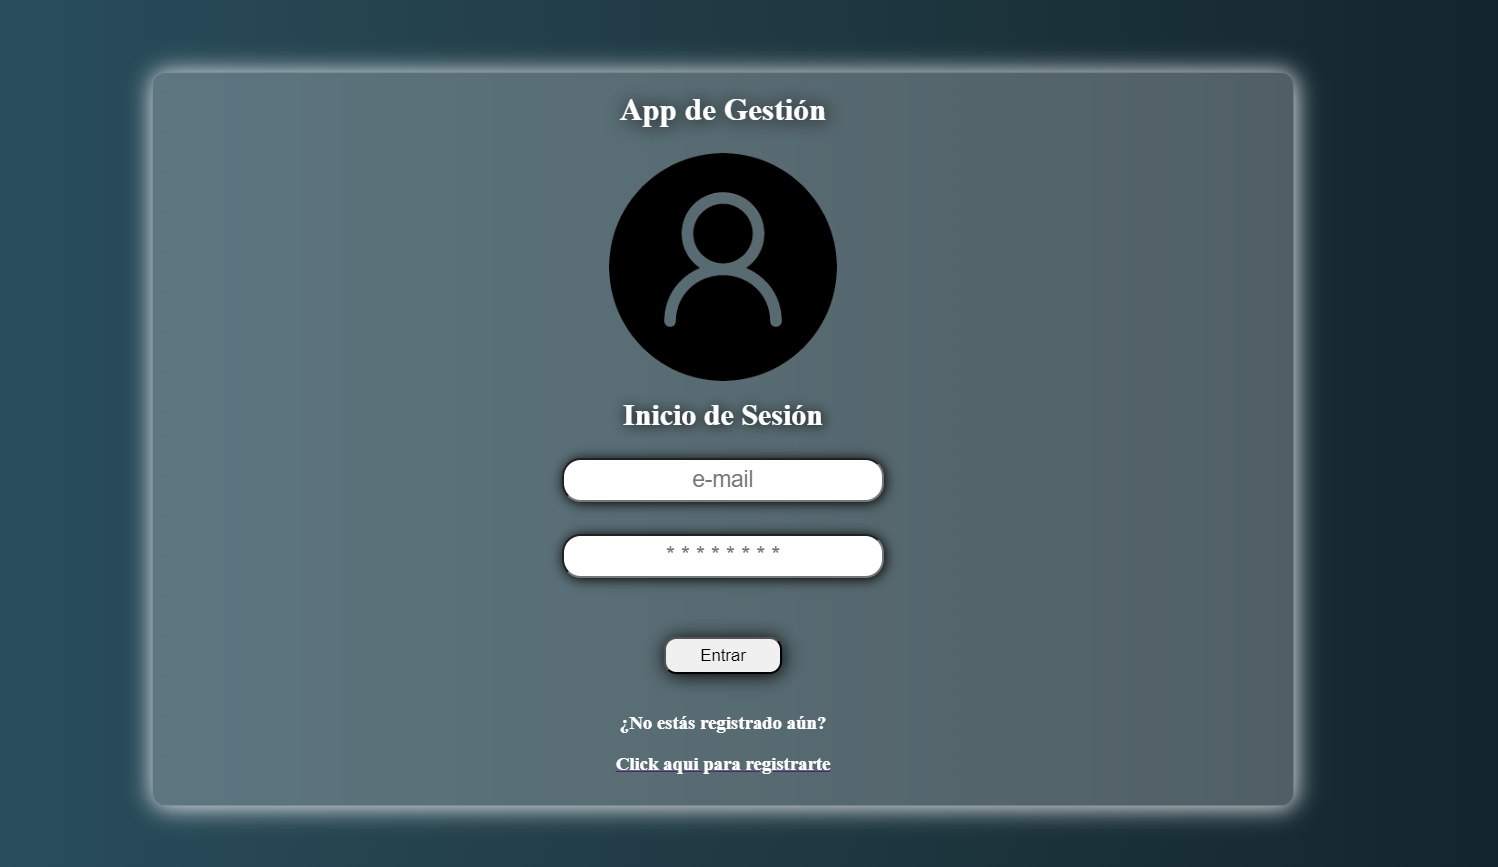 App de Gestión
Inicio de Sesión
e-mail
* * * * * * * *
Entrar
¿No estás registrado aún?
Click aqui para registrarte